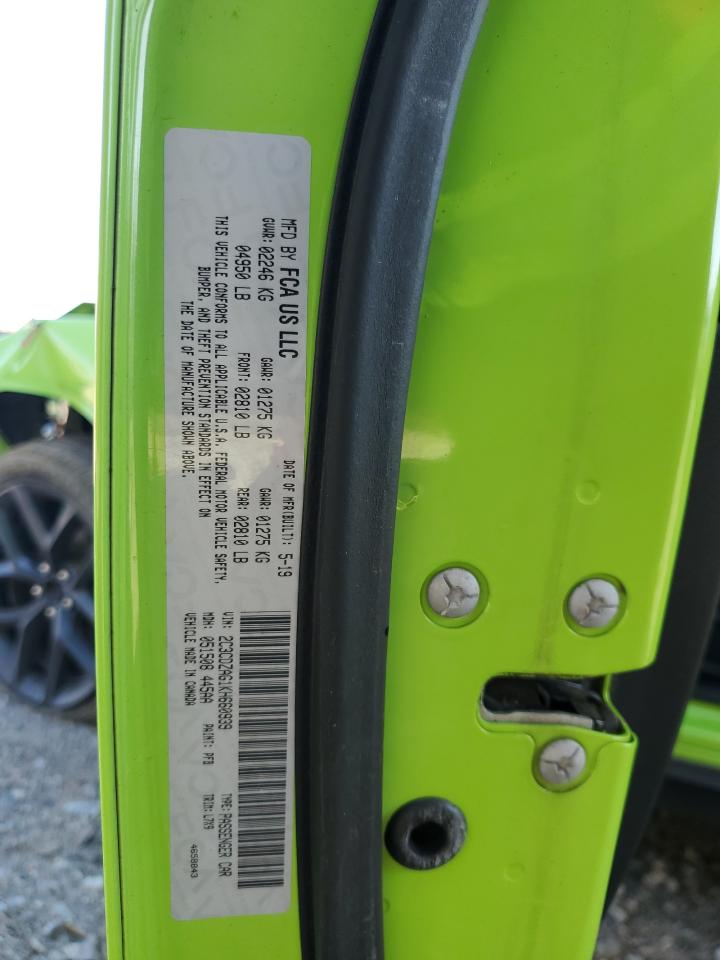 MFD BY FCA US LLC
DATE OF MFR(BUILT): 5-19
GVWR: 02246 KG
GAWR: 01275 KG
GAWR: 01275 KG
04950 LB
FRONT: 02810 LB
REAR: 02810 LB
THIS VEHICLE CONFORMS TO ALL APPLICABLE U.S.A. FEDERAL MOTOR VEHICLE SAFETY,
BUMPER, AND THEFT PREVENTION STANDARDS IN EFFECT ON
THE DATE OF MANUFACTURE SHOWN ABOVE.
VIN: 2C3CDZAG1KH660939
TYPE: PASSENGER CAR
MDH: 051508 445AA
PAINT: PFB
TRIM: L7X9
VEHICLE MADE IN CANADA
4658043